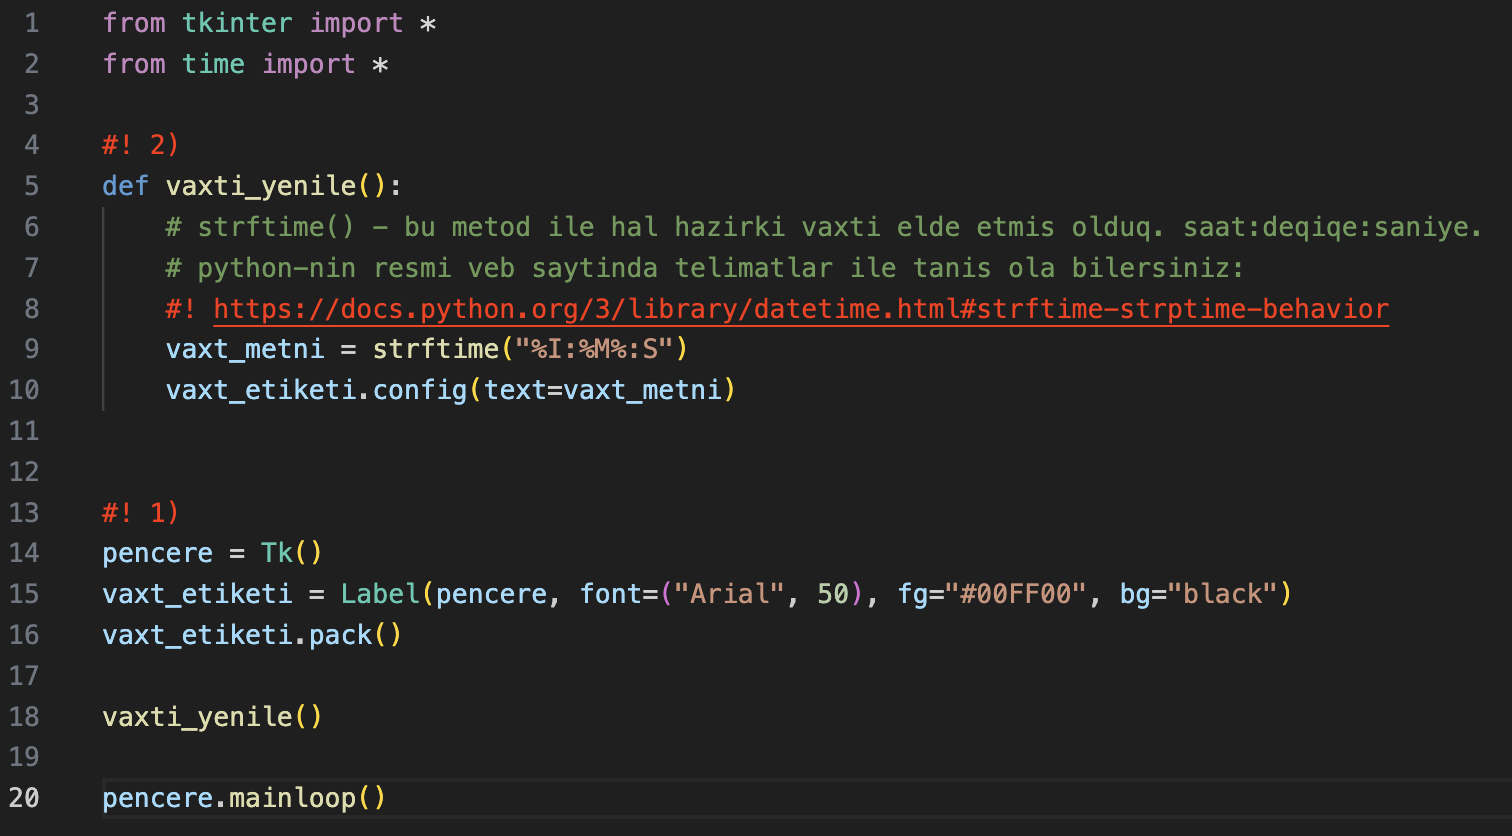 1 from tkinter import *
2 from time import *
3
4 #! 2)
5 def vaxti_yenile():
6     # strftime() - bu metod ile hal hazirki vaxti elde etmis olduq. saat:deqiqe:saniye.
7     # python-nin resmi veb saytinda telimatlar ile tanis ola bilersiniz:
8     #! https://docs.python.org/3/library/datetime.html#strftime-strptime-behavior
9     vaxt_metni = strftime("%I:%M%:S")
10     vaxt_etiketi.config(text=vaxt_metni)
11
12
13 #! 1)
14 pencere = Tk()
15 vaxt_etiketi = Label(pencere, font=("Arial", 50), fg="#00FF00", bg="black")
16 vaxt_etiketi.pack()
17
18 vaxti_yenile()
19
20 pencere.mainloop()